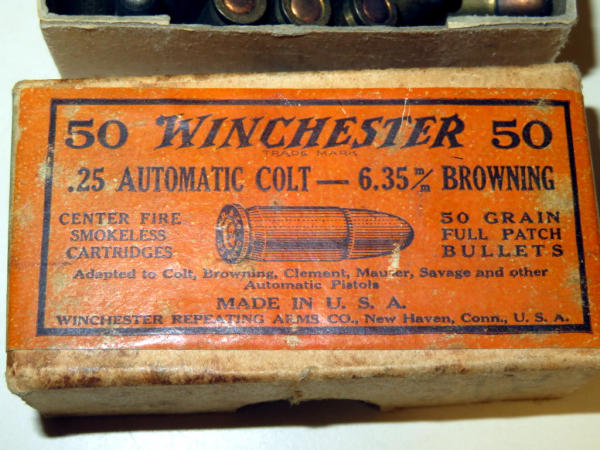 50 WINCHESTER 50
TRADE MARK
.25 AUTOMATIC COLT — 6.35 m/m BROWNING
CENTER FIRE
SMOKELESS
CARTRIDGES
50 GRAIN
FULL PATCH
BULLETS
Adapted to Colt, Browning, Clement, Mauser, Savage and other
Automatic Pistols
MADE IN U. S. A.
WINCHESTER REPEATING ARMS CO., New Haven, Conn., U. S. A.